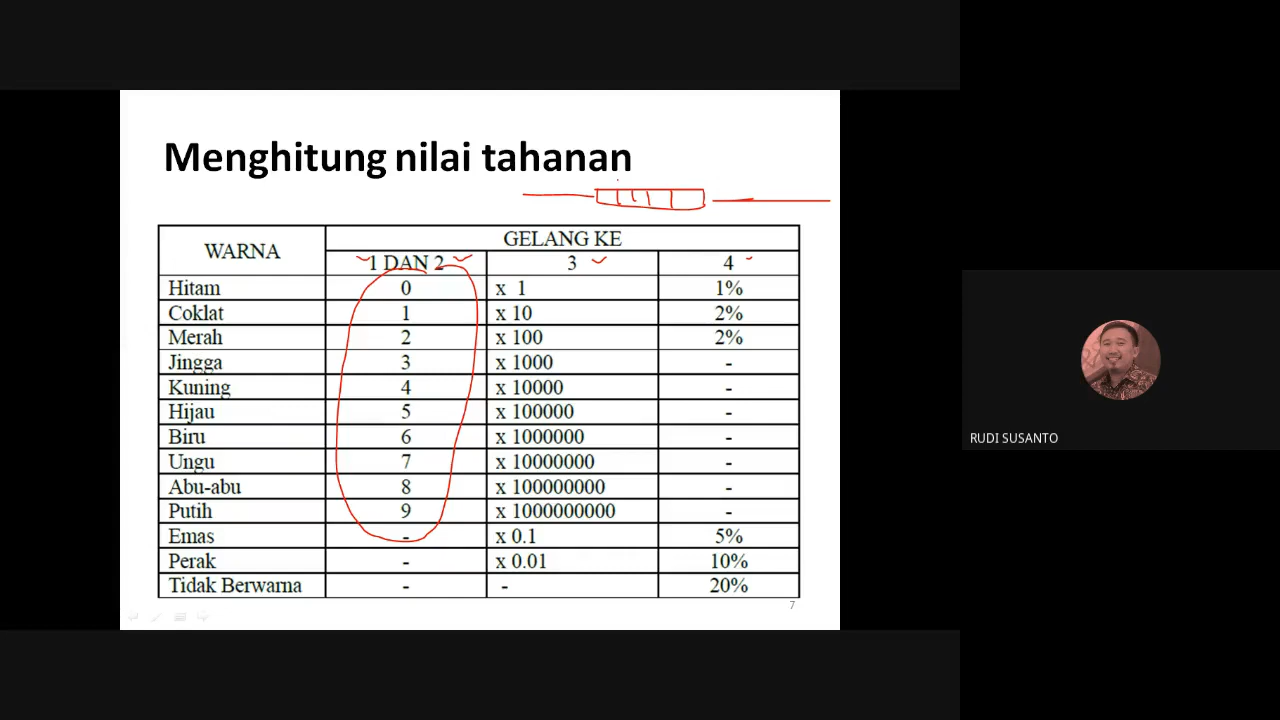 Menghitung nilai tahanan
WARNA
GELANG KE
1 DAN 2 3 4
Hitam 0 x 1 1%
Coklat 1 x 10 2%
Merah 2 x 100 2%
Jingga 3 x 1000 -
Kuning 4 x 10000 -
Hijau 5 x 100000 -
Biru 6 x 1000000 -
Ungu 7 x 10000000 -
Abu-abu 8 x 100000000 -
Putih 9 x 1000000000 -
Emas - x 0.1 5%
Perak - x 0.01 10%
Tidak Berwarna - - 20%
7
RUDI SUSANTO